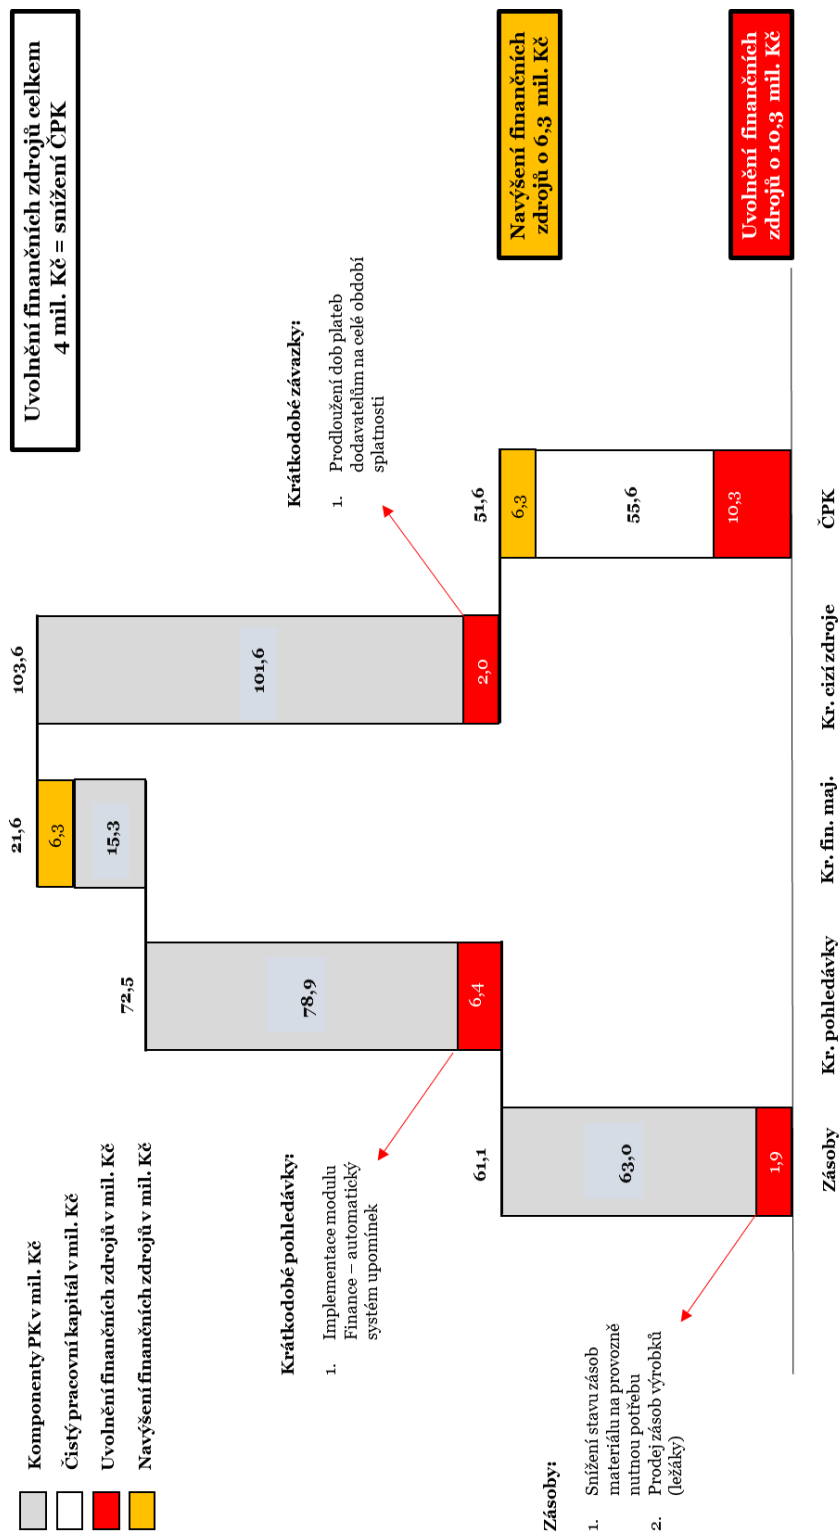 Komponenty PK v mil. Kč
Čistý pracovní kapitál v mil. Kč
Uvolnění finančních zdrojů v mil. Kč
Navýšení finančních zdrojů v mil. Kč
Uvolnění finančních zdrojů celkem
4 mil. Kč = snížení ČPK
21,6
103,6
6,3
15,3
72,5
101,6
78,9
Krátkodobé pohledávky:
1. Implementace modulu
Finance – automatický
systém upomínek
Krátkodobé závazky:
1. Prodloužení dob plateb
dodavatelům na celé období
splatnosti
6,4
2,0
61,1
51,6
Navýšení finančních
zdrojů o 6,3 mil. Kč
6,3
63,0
55,6
Zásoby:
1. Snížení stavu zásob
materiálu na provozně
nutnou potřebu
2. Prodej zásob výrobků
(ležáky)
1,9
10,3
Uvolnění finančních
zdrojů o 10,3 mil. Kč
Zásoby
Kr. pohledávky
Kr. fin. maj.
Kr. cizí zdroje
ČPK